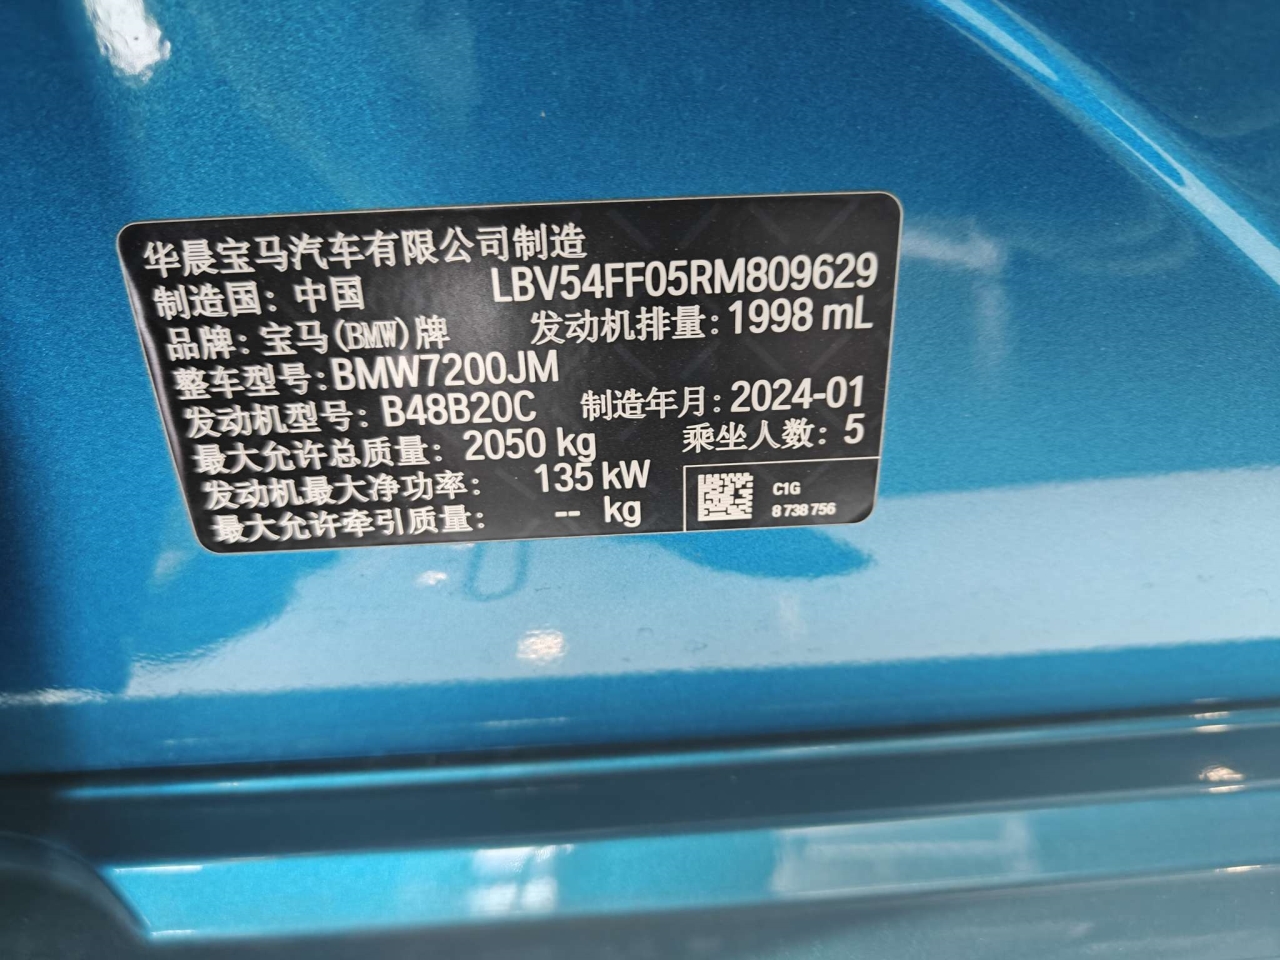 华晨宝马汽车有限公司制造
制造国：中国 LBV54FF05RM809629
品牌：宝马(BMW)牌 发动机排量：1998 mL
整车型号：BMW7200JM
发动机型号：B48B20C 制造年月：2024-01
最大允许总质量：2050 kg 乘坐人数：5
发动机最大净功率：135 kW
最大允许牵引质量：-- kg
C1G
8 738 756